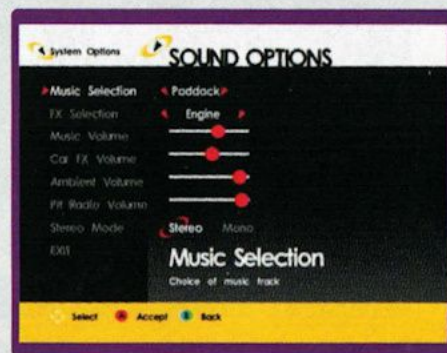 System Options
SOUND OPTIONS
Music Selection Paddock
FX Selection Engine
Music Volume
Car FX Volume
Ambient Volume
Pit Radio Volume
Stereo Mode Stereo Mono
EXIT
Music Selection
Choice of music track
Select A Accept B Back